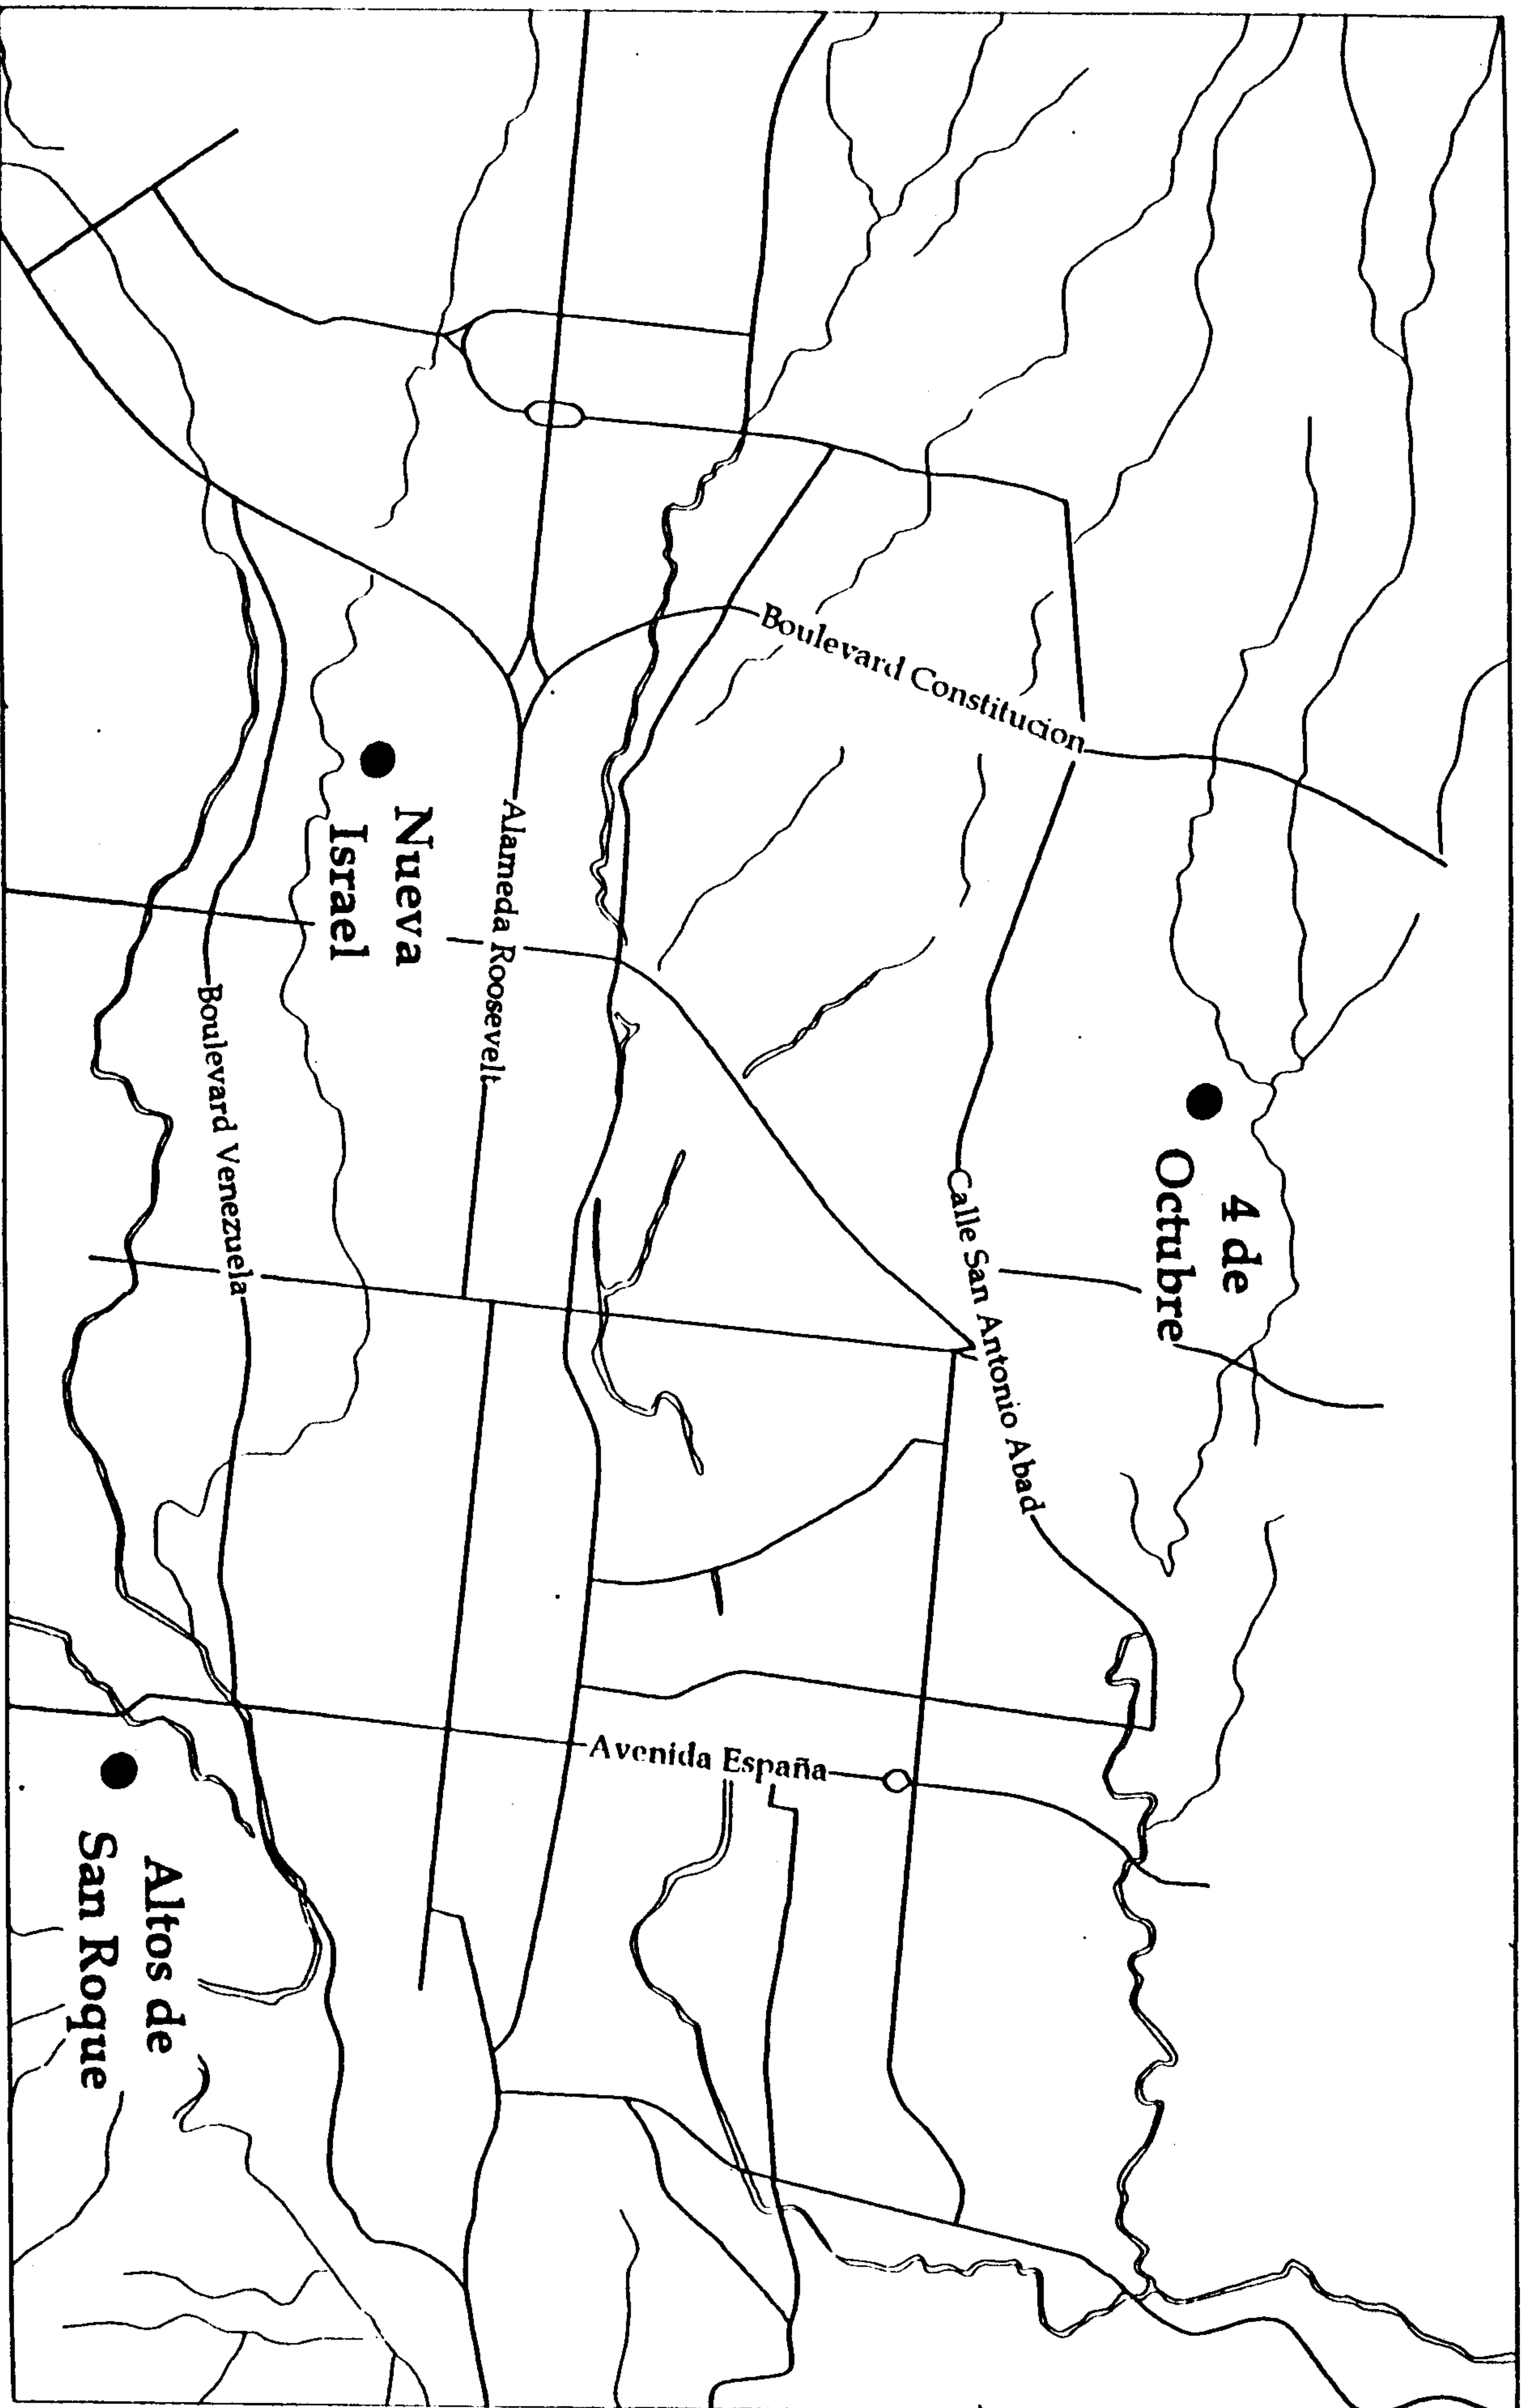 4 de
Octubre
Boulevard Constitucion
Calle San Antonio Abad
Avenida España
Alameda Roosevelt
Nueva
Israel
Boulevard Venezuela
Altos de
San Roque